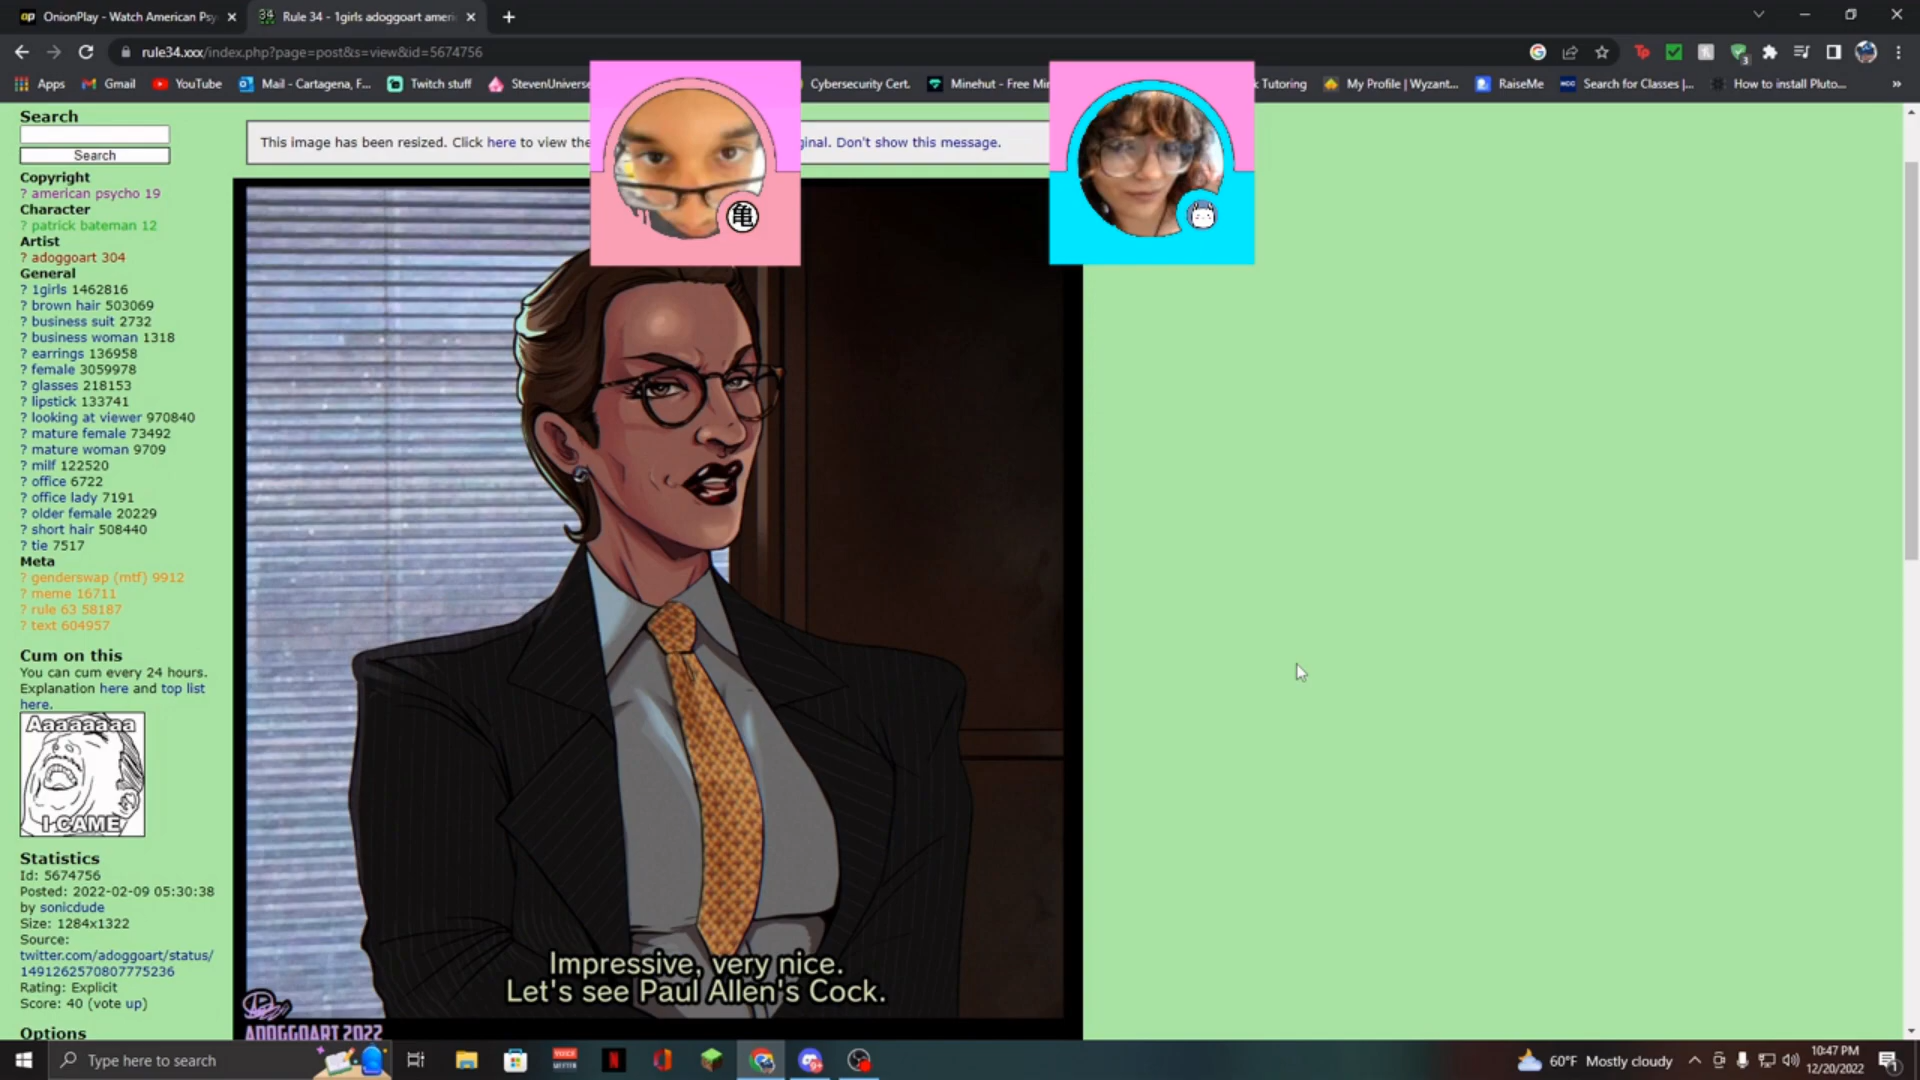 OnionPlay - Watch American Psy
Rule 34 - 1girls adoggoart ameri
rule34.xxx/index.php?page=post&s=view&id=5674756
Apps
Gmail
YouTube
Mail - Cartagena, F...
Twitch stuff
StevenUnivers
Cybersecurity Cert.
Minehut - Free Mi
Tutoring
My Profile | Wyzant...
RaiseMe
Search for Classes |...
How to install Pluto...
Search
Search
This image has been resized. Click here to view the
ginal. Don't show this message.
Copyright
? american psycho 19
Character
? patrick bateman 12
Artist
? adoggoart 304
General
? 1girls 1462816
? brown hair 503069
? business suit 2732
? business woman 1318
? earrings 136958
? female 3059978
? glasses 218153
? lipstick 133741
? looking at viewer 970840
? mature female 73492
? mature woman 9709
? milf 122520
? office 6722
? office lady 7191
? older female 20229
? short hair 508440
? tie 7517
Meta
? genderswap (mtf) 9912
? meme 16711
? rule 63 58187
? text 604957
Cum on this
You can cum every 24 hours.
Explanation here and top list
here.
Aaaaaaaa
I CAME
Statistics
Id: 5674756
Posted: 2022-02-09 05:30:38
by sonicdude
Size: 1284x1322
Source:
twitter.com/adoggoart/status/
1491262570807775236
Rating: Explicit
Score: 40 (vote up)
Options
亀
Impressive, very nice.
Let's see Paul Allen's Cock.
ADOGGOART 2022
Type here to search
60°F Mostly cloudy
10:47 PM
12/20/2022